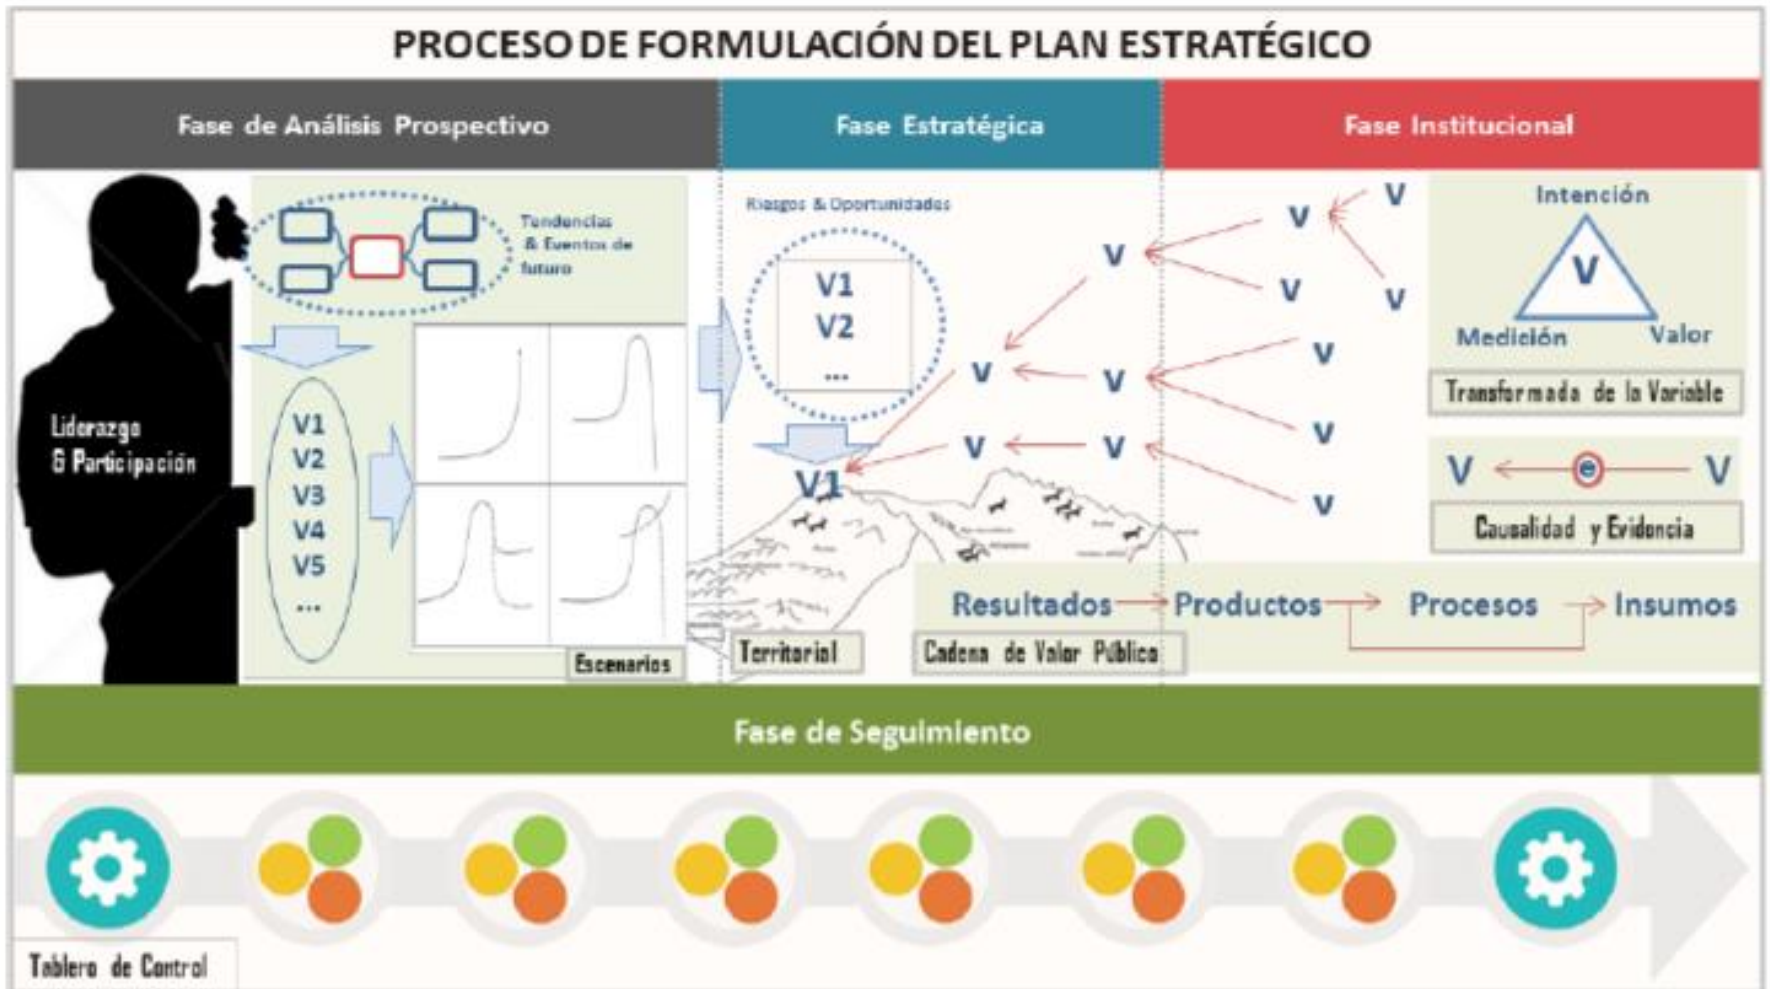 PROCESO DE FORMULACIÓN DEL PLAN ESTRATÉGICO
Fase de Análisis Prospectivo
Fase Estratégica
Fase Institucional
Liderazgo
& Participación
Tendencias
& Eventos de
futuro
V1
V2
V3
V4
V5
...
Escenarios
Riesgos & Oportunidades
V1
V2
...
V1
V
V
V
V
V
V
V
V
V
V
V
V
V
Territorial
Cadena de Valor Público
Resultados
Productos
Procesos
Insumos
Intención
V
Medición
Valor
Transformada de la Variable
V e V
Causalidad y Evidencia
Fase de Seguimiento
Tablero de Control